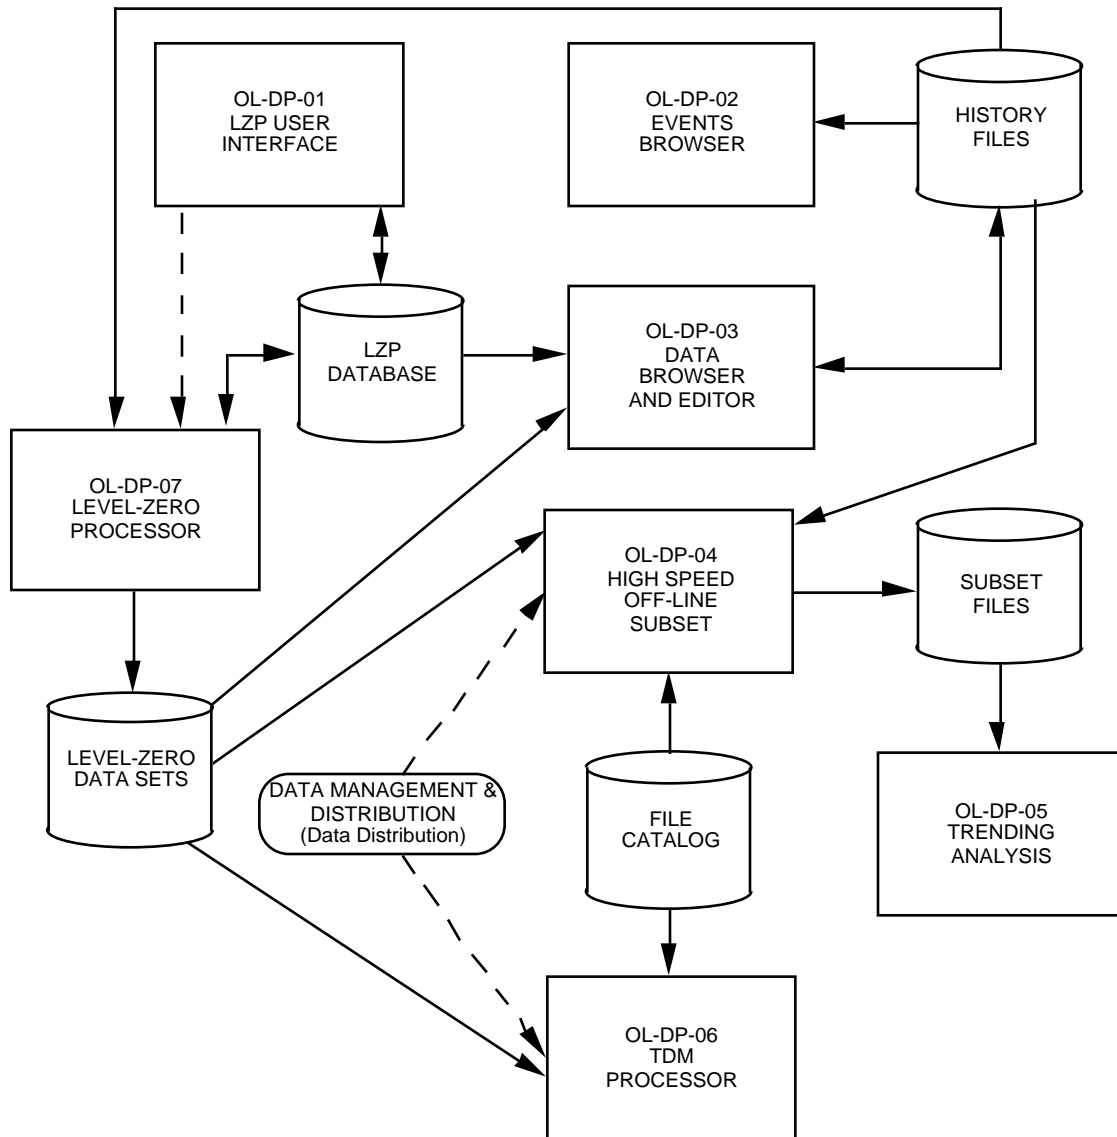 OL-DP-01
LZP USER
INTERFACE
OL-DP-02
EVENTS
BROWSER
HISTORY
FILES
LZP
DATABASE
OL-DP-03
DATA
BROWSER
AND EDITOR
OL-DP-07
LEVEL-ZERO
PROCESSOR
OL-DP-04
HIGH SPEED
OFF-LINE
SUBSET
SUBSET
FILES
LEVEL-ZERO
DATA SETS
DATA MANAGEMENT &
DISTRIBUTION
(Data Distribution)
FILE
CATALOG
OL-DP-05
TRENDING
ANALYSIS
OL-DP-06
TDM
PROCESSOR